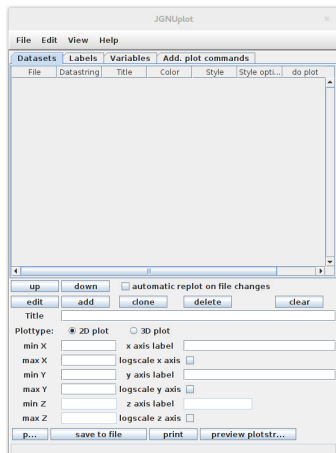 JGNUplot
File Edit View Help
Datasets Labels Variables Add. plot commands
File Datastring Title Color Style Style opti... do plot
up down automatic replot on file changes
edit add clone delete clear
Title
Plottype: 2D plot 3D plot
min X x axis label
max X logscale x axis
min Y y axis label
max Y logscale y axis
min Z z axis label
max Z logscale z axis
p... save to file print preview plotstr...